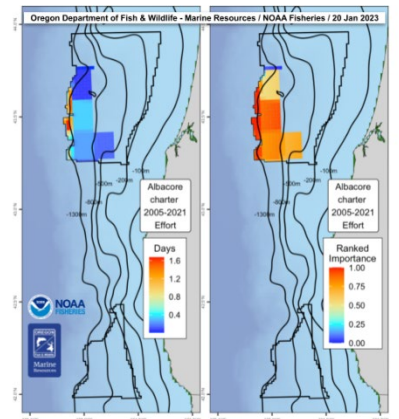 Oregon Department of Fish & Wildlife - Marine Resources / NOAA Fisheries / 20 Jan 2023
-100m
-200m
-500m
-1300m
Albacore
charter
2005-2021
Effort
Days
1.6
1.2
0.8
0.4
NOAA
FISHERIES
Marine
Resources
-100m
-200m
-1300m
Albacore
charter
2005-2021
Effort
Ranked
Importance
1.00
0.75
0.50
0.25
0.00